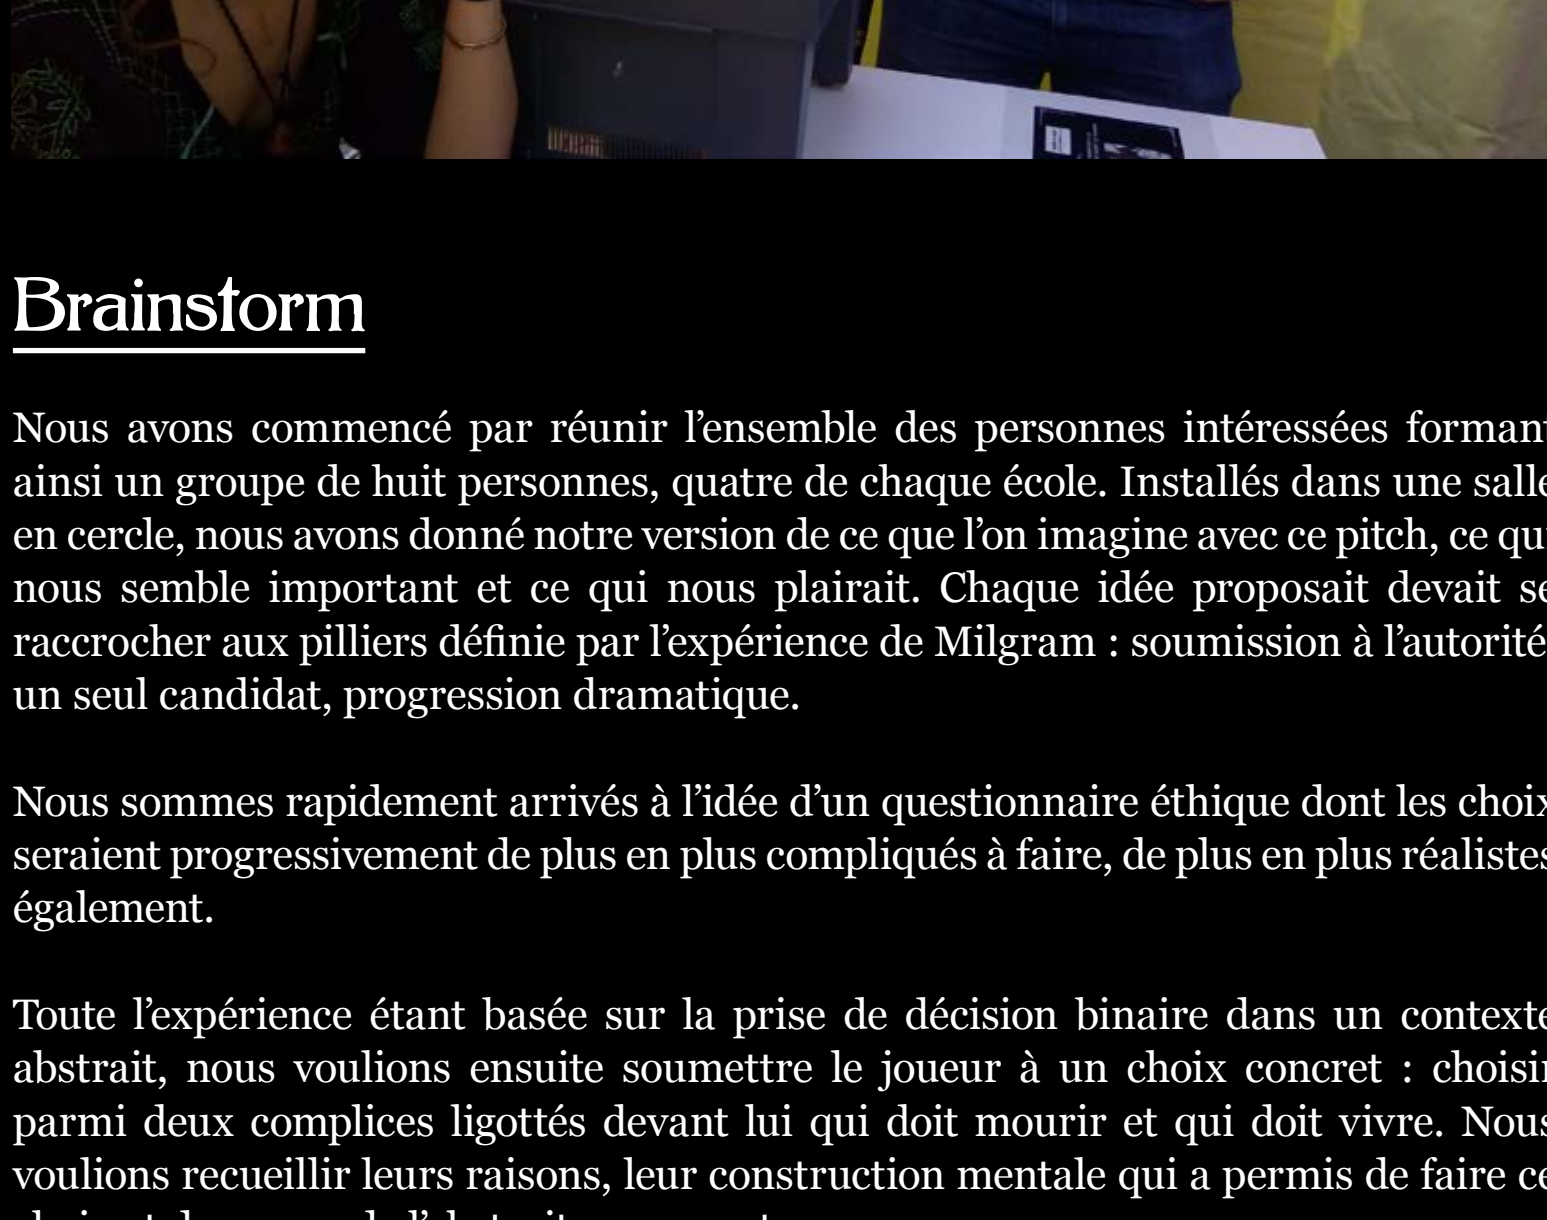 Brainstorm
Nous avons commencé par réunir l’ensemble des personnes intéressées formant
ainsi un groupe de huit personnes, quatre de chaque école. Installés dans une salle
en cercle, nous avons donné notre version de ce que l’on imagine avec ce pitch, ce qui
nous semble important et ce qui nous plairait. Chaque idée proposait devait se
raccrocher aux pilliers définie par l’expérience de Milgram : soumission à l’autorité,
un seul candidat, progression dramatique.
Nous sommes rapidement arrivés à l’idée d’un questionnaire éthique dont les choix
seraient progressivement de plus en plus compliqués à faire, de plus en plus réalistes
également.
Toute l’expérience étant basée sur la prise de décision binaire dans un contexte
abstrait, nous voulions ensuite soumettre le joueur à un choix concret : choisir
parmi deux complices ligottés devant lui qui doit mourir et qui doit vivre. Nous
voulions recueillir leurs raisons, leur construction mentale qui a permis de faire ce